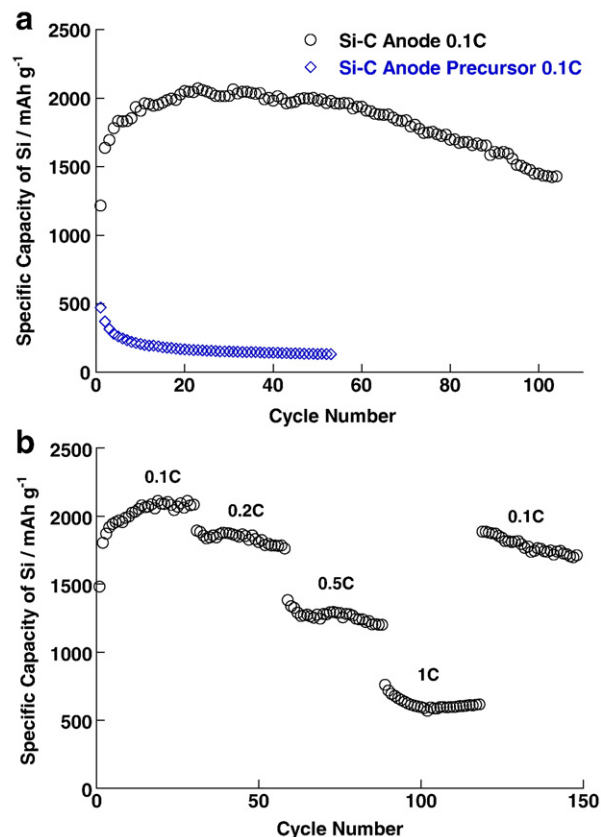 a
2500
2000
1500
1000
500
0
Specific Capacity of Si / mAh g-1
Si-C Anode 0.1C
Si-C Anode Precursor 0.1C
0 20 40 60 80 100
Cycle Number
b
2500
2000
1500
1000
500
0
Specific Capacity of Si / mAh g-1
0.1C
0.2C
0.5C
1C
0.1C
0 50 100 150
Cycle Number